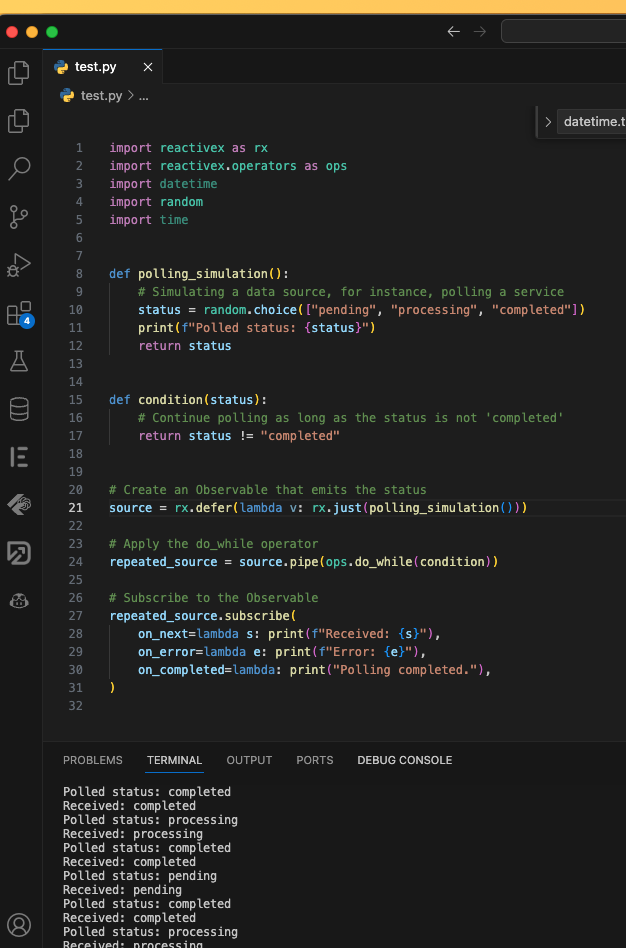 test.py
test.py > ...
datetime.t
1 import reactivex as rx
2 import reactivex.operators as ops
3 import datetime
4 import random
5 import time
6
7
8 def polling_simulation():
9     # Simulating a data source, for instance, polling a service
10     status = random.choice(["pending", "processing", "completed"])
11     print(f"Polled status: {status}")
12     return status
13
14
15 def condition(status):
16     # Continue polling as long as the status is not 'completed'
17     return status != "completed"
18
19
20 # Create an Observable that emits the status
21 source = rx.defer(lambda v: rx.just(polling_simulation()))
22
23 # Apply the do_while operator
24 repeated_source = source.pipe(ops.do_while(condition))
25
26 # Subscribe to the Observable
27 repeated_source.subscribe(
28     on_next=lambda s: print(f"Received: {s}"),
29     on_error=lambda e: print(f"Error: {e}"),
30     on_completed=lambda: print("Polling completed."),
31 )
32
4
PROBLEMS TERMINAL OUTPUT PORTS DEBUG CONSOLE
Polled status: completed
Received: completed
Polled status: processing
Received: processing
Polled status: completed
Received: completed
Polled status: pending
Received: pending
Polled status: completed
Received: completed
Polled status: processing
Received: processing